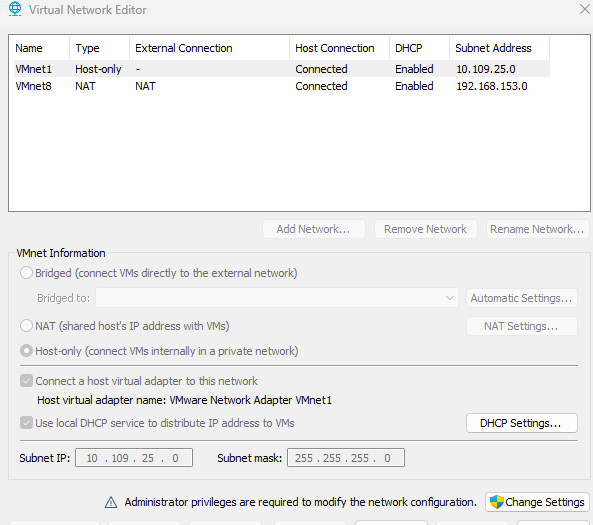 Virtual Network Editor
Name Type External Connection Host Connection DHCP Subnet Address
VMnet1 Host-only - Connected Enabled 10.109.25.0
VMnet8 NAT NAT Connected Enabled 192.168.153.0
Add Network... Remove Network Rename Network...
VMnet Information
Bridged (connect VMs directly to the external network)
Bridged to: Automatic Settings...
NAT (shared host's IP address with VMs) NAT Settings...
Host-only (connect VMs internally in a private network)
Connect a host virtual adapter to this network
Host virtual adapter name: VMware Network Adapter VMnet1
Use local DHCP service to distribute IP address to VMs DHCP Settings...
Subnet IP: 10 . 109 . 25 . 0 Subnet mask: 255 . 255 . 255 . 0
Administrator privileges are required to modify the network configuration. Change Settings